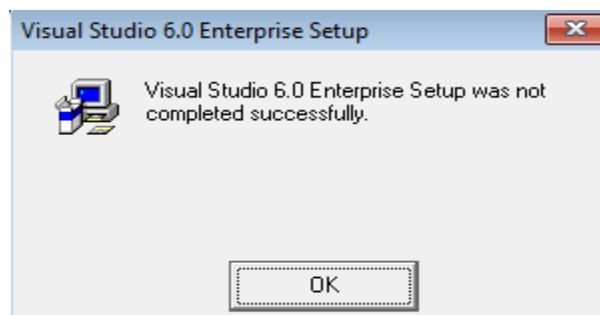 Visual Studio 6.0 Enterprise Setup
Visual Studio 6.0 Enterprise Setup was not
completed successfully.
OK